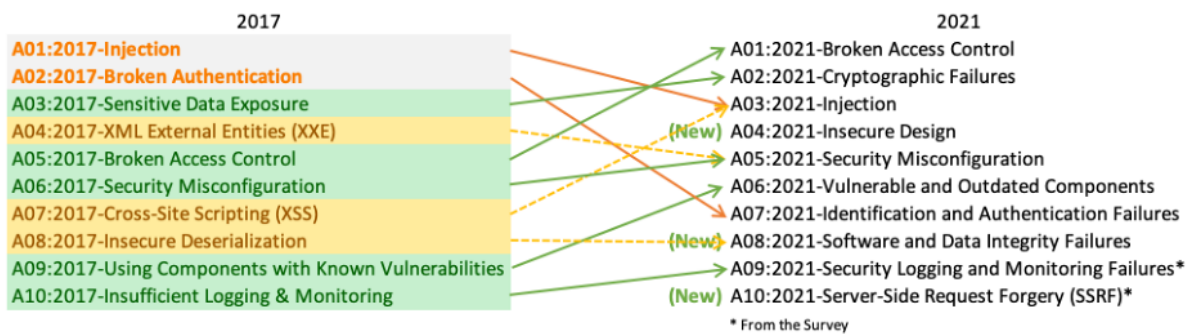 2017
A01:2017-Injection
A02:2017-Broken Authentication
A03:2017-Sensitive Data Exposure
A04:2017-XML External Entities (XXE)
A05:2017-Broken Access Control
A06:2017-Security Misconfiguration
A07:2017-Cross-Site Scripting (XSS)
A08:2017-Insecure Deserialization
A09:2017-Using Components with Known Vulnerabilities
A10:2017-Insufficient Logging & Monitoring
2021
A01:2021-Broken Access Control
A02:2021-Cryptographic Failures
A03:2021-Injection
(New) A04:2021-Insecure Design
A05:2021-Security Misconfiguration
A06:2021-Vulnerable and Outdated Components
A07:2021-Identification and Authentication Failures
(New) A08:2021-Software and Data Integrity Failures
A09:2021-Security Logging and Monitoring Failures*
(New) A10:2021-Server-Side Request Forgery (SSRF)*
* From the Survey